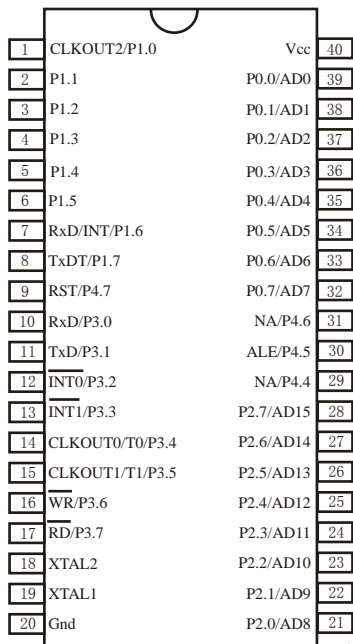 1 CLKOUT2/P1.0 Vcc 40
2 P1.1 P0.0/AD0 39
3 P1.2 P0.1/AD1 38
4 P1.3 P0.2/AD2 37
5 P1.4 P0.3/AD3 36
6 P1.5 P0.4/AD4 35
7 RxD/INT/P1.6 P0.5/AD5 34
8 TxDT/P1.7 P0.6/AD6 33
9 RST/P4.7 P0.7/AD7 32
10 RxD/P3.0 NA/P4.6 31
11 TxD/P3.1 ALE/P4.5 30
12 INT0/P3.2 NA/P4.4 29
13 INT1/P3.3 P2.7/AD15 28
14 CLKOUT0/T0/P3.4 P2.6/AD14 27
15 CLKOUT1/T1/P3.5 P2.5/AD13 26
16 WR/P3.6 P2.4/AD12 25
17 RD/P3.7 P2.3/AD11 24
18 XTAL2 P2.2/AD10 23
19 XTAL1 P2.1/AD9 22
20 Gnd P2.0/AD8 21